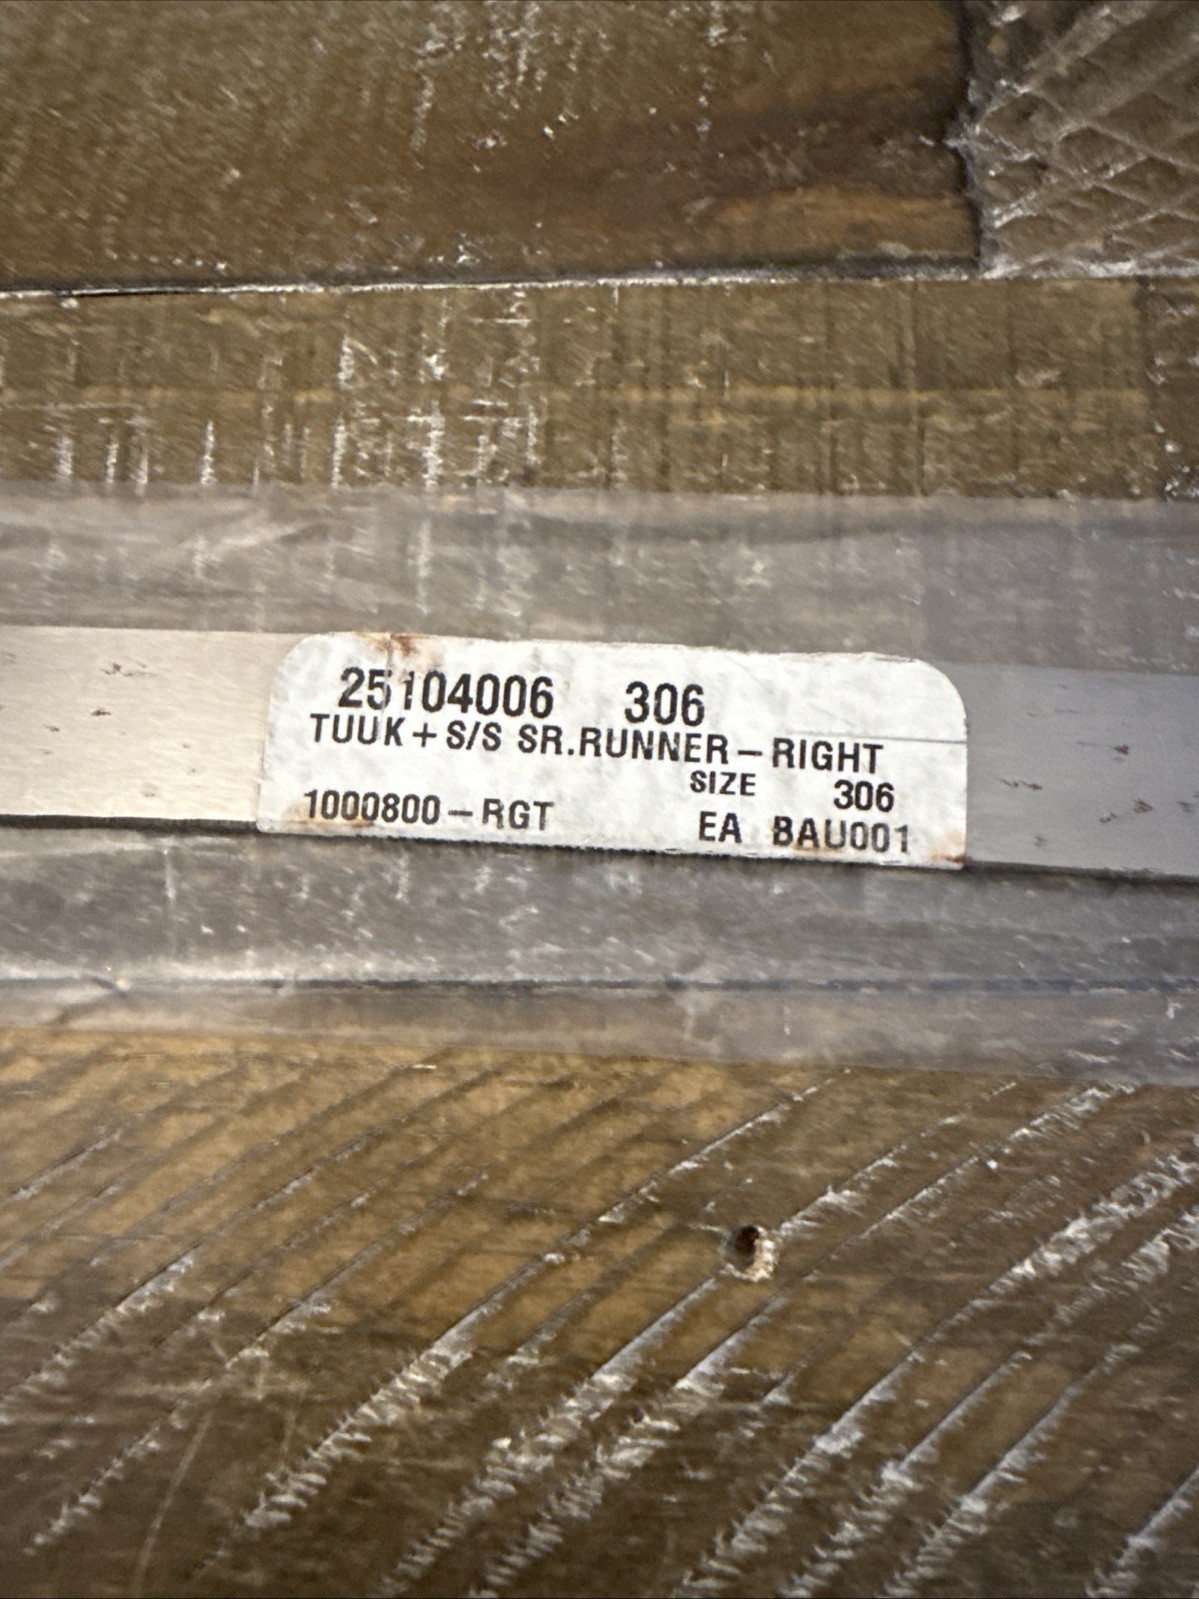 25104006 306
TUUK+S/S SR.RUNNER–RIGHT
SIZE 306
1000800–RGT EA BAU001